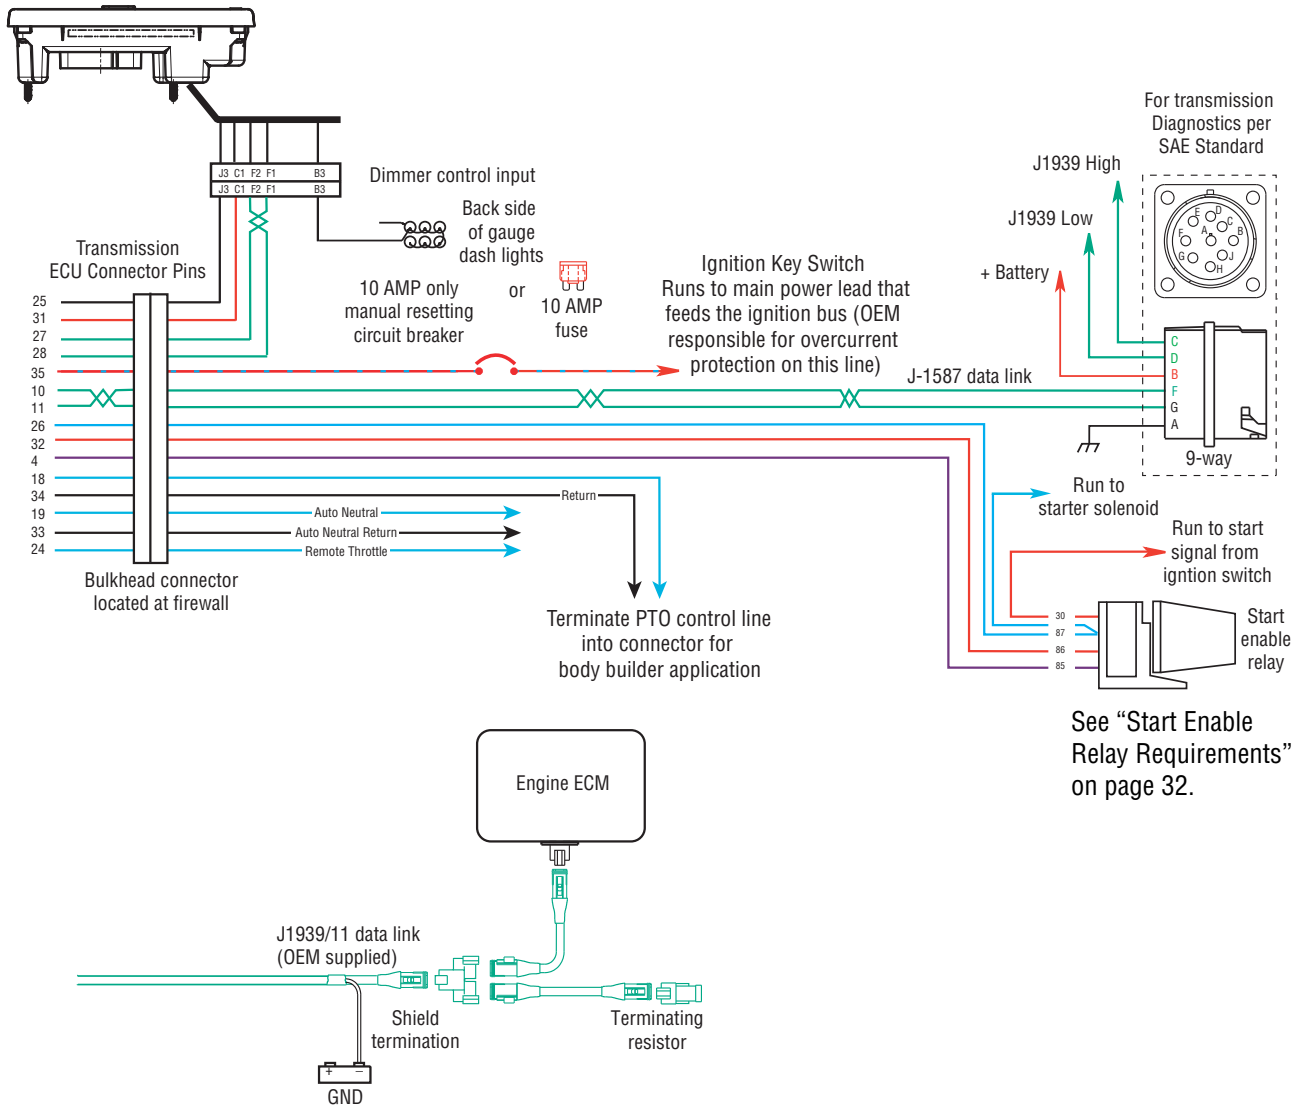 J3 C1 F2 F1 B3
J3 C1 F2 F1 B3
Dimmer control input
Back side
of gauge
dash lights
Transmission
ECU Connector Pins
10 AMP only
manual resetting
circuit breaker
or
10 AMP
fuse
Ignition Key Switch
Runs to main power lead that
feeds the ignition bus (OEM
responsible for overcurrent
protection on this line)
For transmission
Diagnostics per
SAE Standard
J1939 High
J1939 Low
+ Battery
E
D
C
F
A
B
G
J
H
C
D
B
F
G
A
9-way
J-1587 data link
25
31
27
28
35
10
11
26
32
4
18
34
19
33
24
Return
Auto Neutral
Auto Neutral Return
Remote Throttle
Bulkhead connector
located at firewall
Terminate PTO control line
into connector for
body builder application
Run to
starter solenoid
Run to start
signal from
igntion switch
30
87
86
85
Start
enable
relay
See “Start Enable
Relay Requirements”
on page 32.
Engine ECM
J1939/11 data link
(OEM supplied)
Shield
termination
Terminating
resistor
+ –
GND